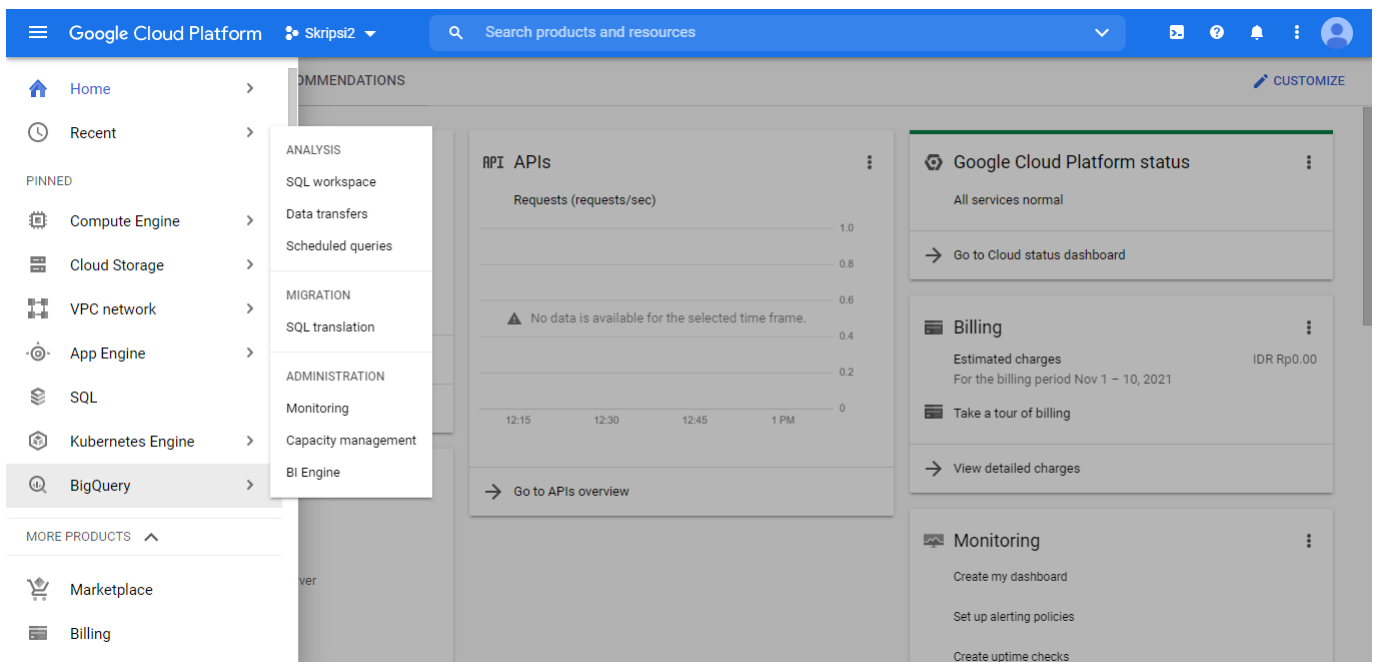 Google Cloud Platform
Skripsi2
Search products and resources
Home
Recent
PINNED
Compute Engine
Cloud Storage
VPC network
App Engine
SQL
Kubernetes Engine
BigQuery
MORE PRODUCTS
Marketplace
Billing
ANALYSIS
SQL workspace
Data transfers
Scheduled queries
MIGRATION
SQL translation
ADMINISTRATION
Monitoring
Capacity management
BI Engine
OMMENDATIONS
CUSTOMIZE
ver
API APIs
Requests (requests/sec)
1.0
0.8
0.6
No data is available for the selected time frame.
0.4
0.2
0
12:15 12:30 12:45 1 PM
Go to APIs overview
Google Cloud Platform status
All services normal
Go to Cloud status dashboard
Billing
Estimated charges IDR Rp0.00
For the billing period Nov 1 – 10, 2021
Take a tour of billing
View detailed charges
Monitoring
Create my dashboard
Set up alerting policies
Create uptime checks